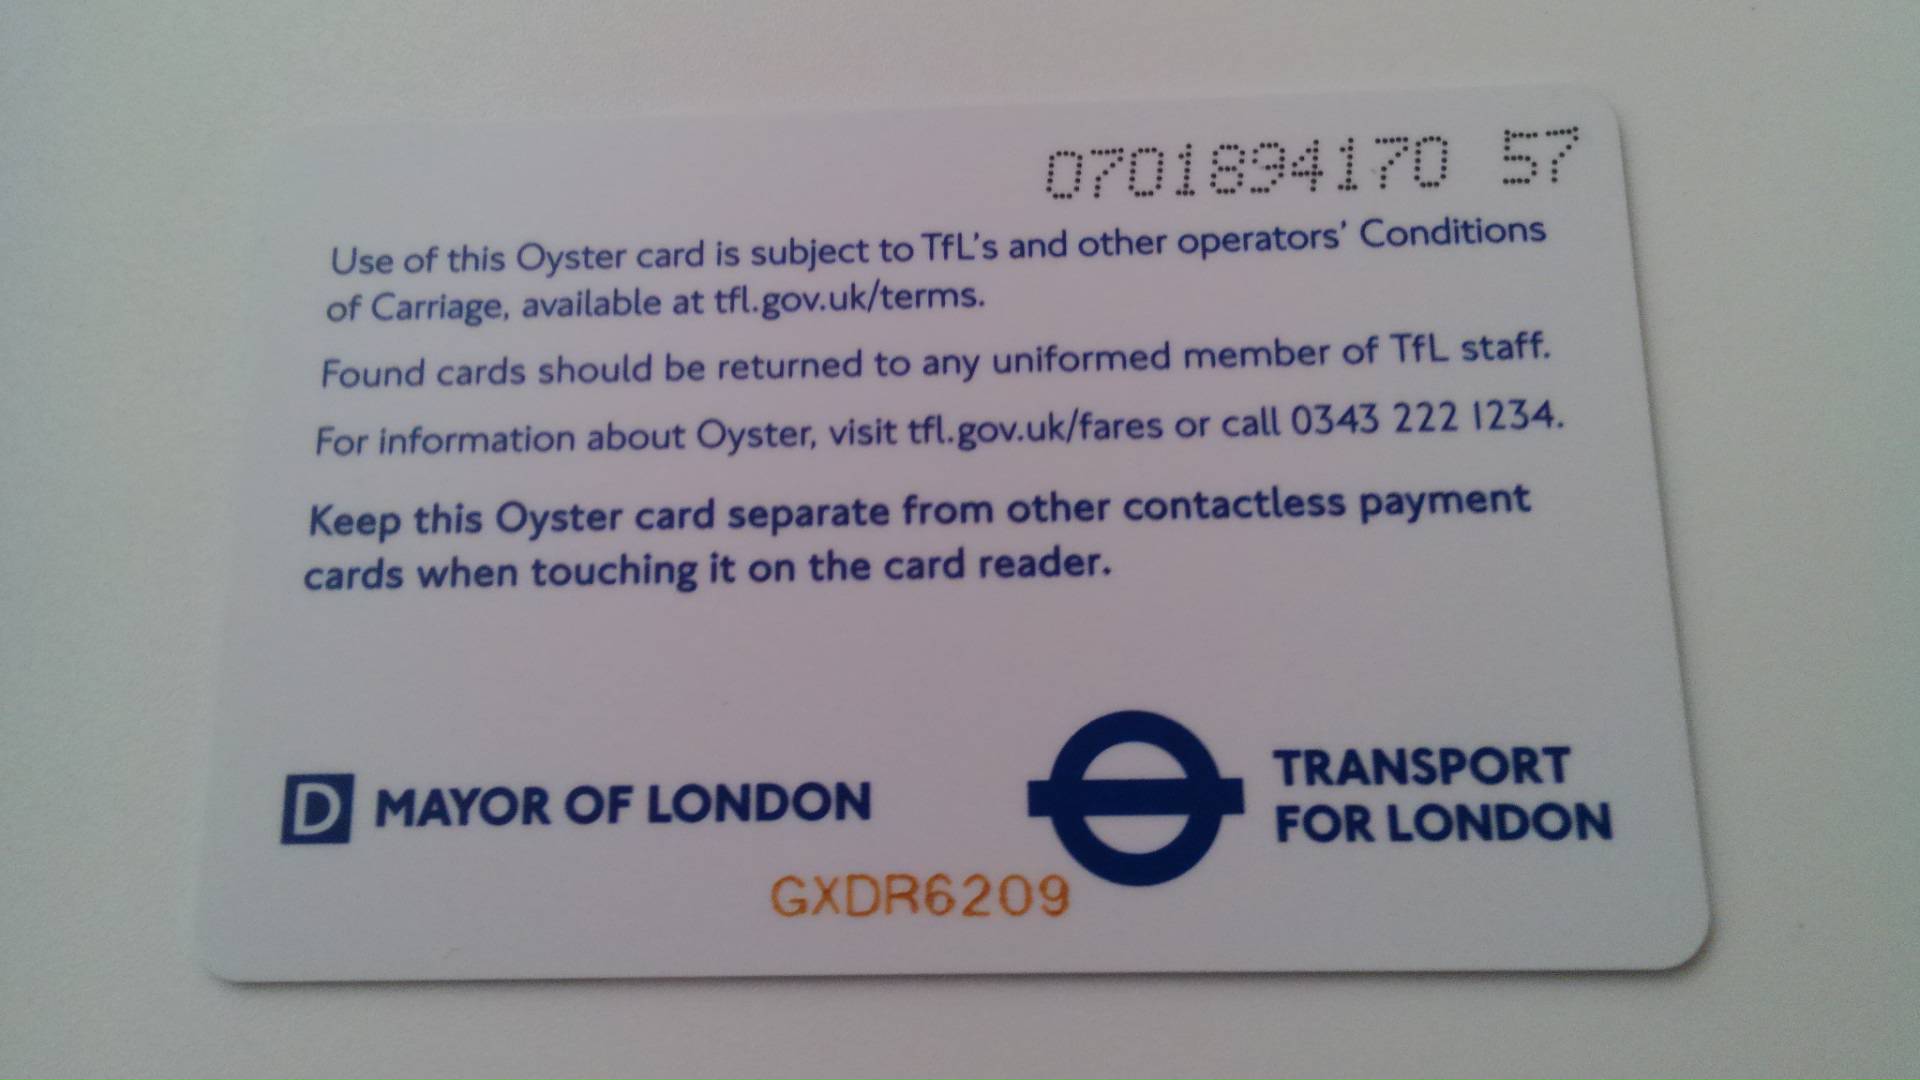 0701894170 57
Use of this Oyster card is subject to TfL's and other operators' Conditions
of Carriage, available at tfl.gov.uk/terms.
Found cards should be returned to any uniformed member of TfL staff.
For information about Oyster, visit tfl.gov.uk/fares or call 0343 222 1234.
Keep this Oyster card separate from other contactless payment
cards when touching it on the card reader.
D MAYOR OF LONDON
TRANSPORT
FOR LONDON
GXDR6209